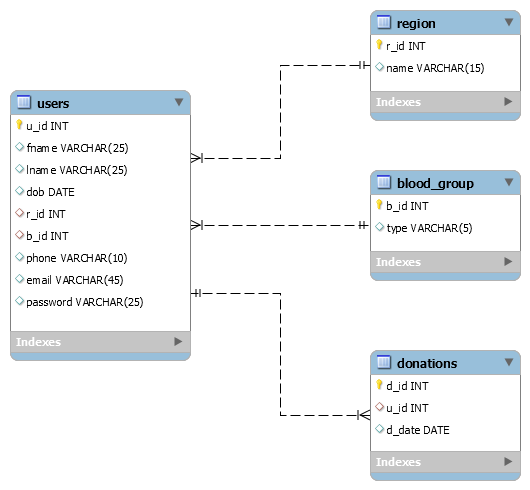 users
u_id INT
fname VARCHAR(25)
lname VARCHAR(25)
dob DATE
r_id INT
b_id INT
phone VARCHAR(10)
email VARCHAR(45)
password VARCHAR(25)
Indexes
region
r_id INT
name VARCHAR(15)
Indexes
blood_group
b_id INT
type VARCHAR(5)
Indexes
donations
d_id INT
u_id INT
d_date DATE
Indexes